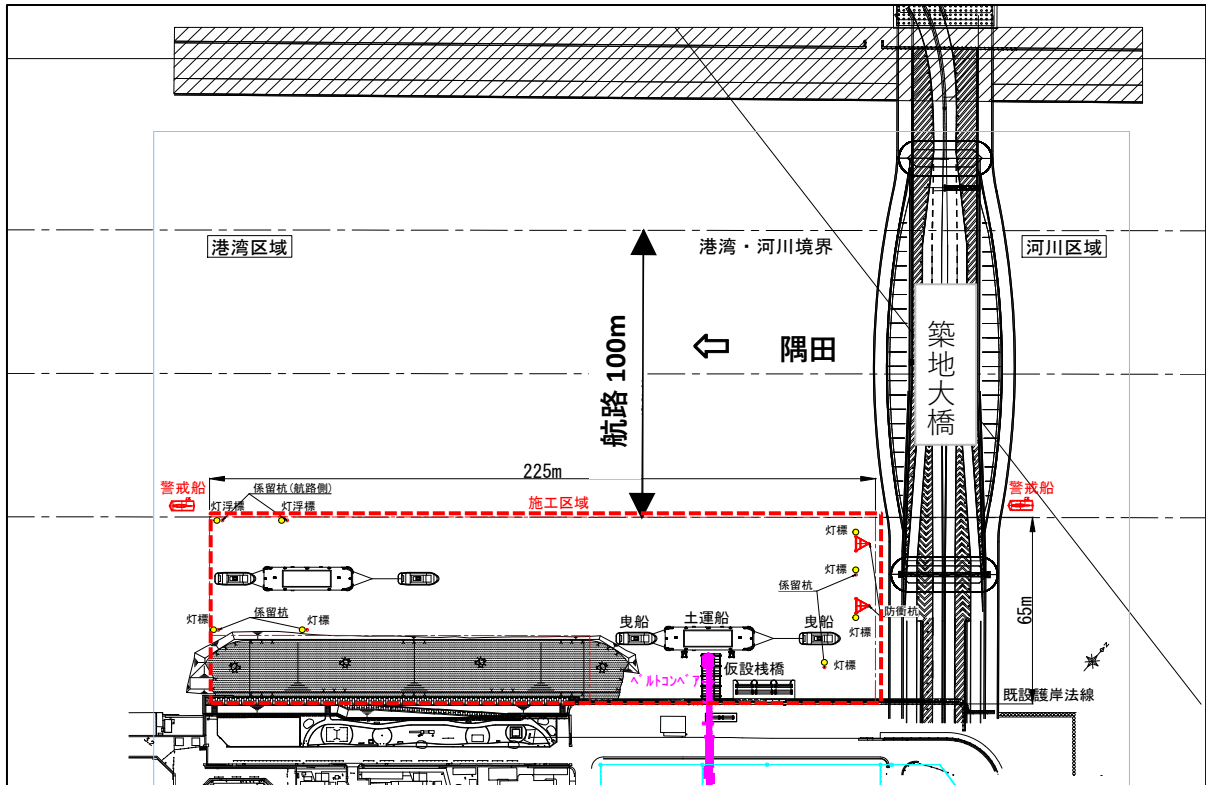 港湾区域
港湾・河川境界
河川区域
航路 100m
隅田
築地大橋
225m
警戒船
係留杭(航路側)
灯浮標
灯浮標
施工区域
警戒船
灯標
灯標
係留杭
防衝杭
灯標
65m
係留杭
灯標
灯標
曳船
土運船
曳船
灯標
仮設桟橋
ベルトコンベア
既設護岸法線